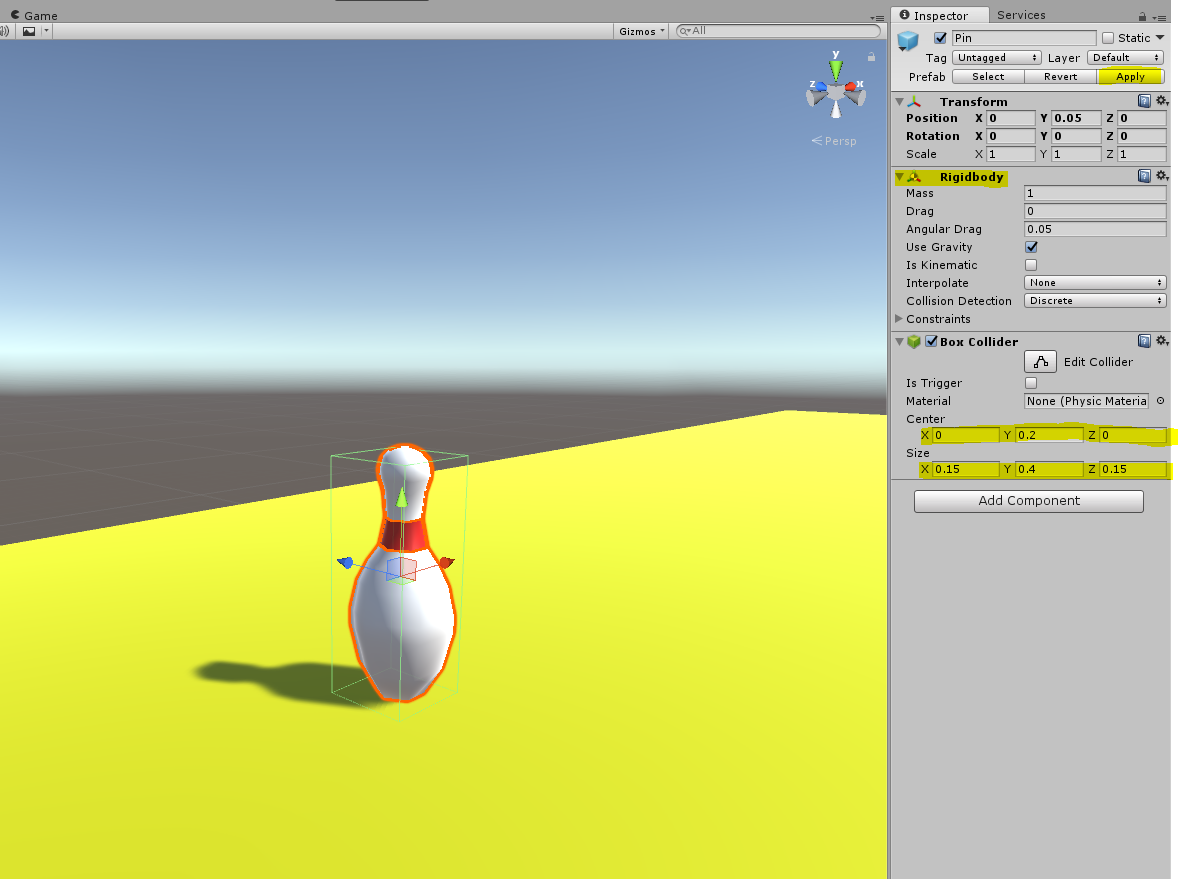 Game
Gizmos
All
y
z
x
Persp
Inspector Services
Pin Static
Tag Untagged Layer Default
Prefab Select Revert Apply
Transform
Position X 0 Y 0.05 Z 0
Rotation X 0 Y 0 Z 0
Scale X 1 Y 1 Z 1
Rigidbody
Mass 1
Drag 0
Angular Drag 0.05
Use Gravity
Is Kinematic
Interpolate None
Collision Detection Discrete
Constraints
Box Collider
Edit Collider
Is Trigger
Material None (Physic Materia
Center
X 0 Y 0.2 Z 0
Size
X 0.15 Y 0.4 Z 0.15
Add Component